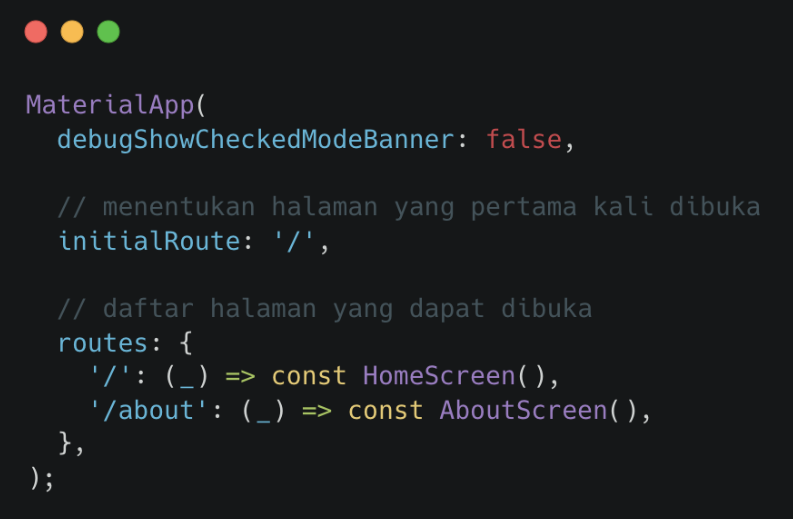 MaterialApp(
  debugShowCheckedModeBanner: false,

  // menentukan halaman yang pertama kali dibuka
  initialRoute: '/',

  // daftar halaman yang dapat dibuka
  routes: {
    '/': (_) => const HomeScreen(),
    '/about': (_) => const AboutScreen(),
  },
);